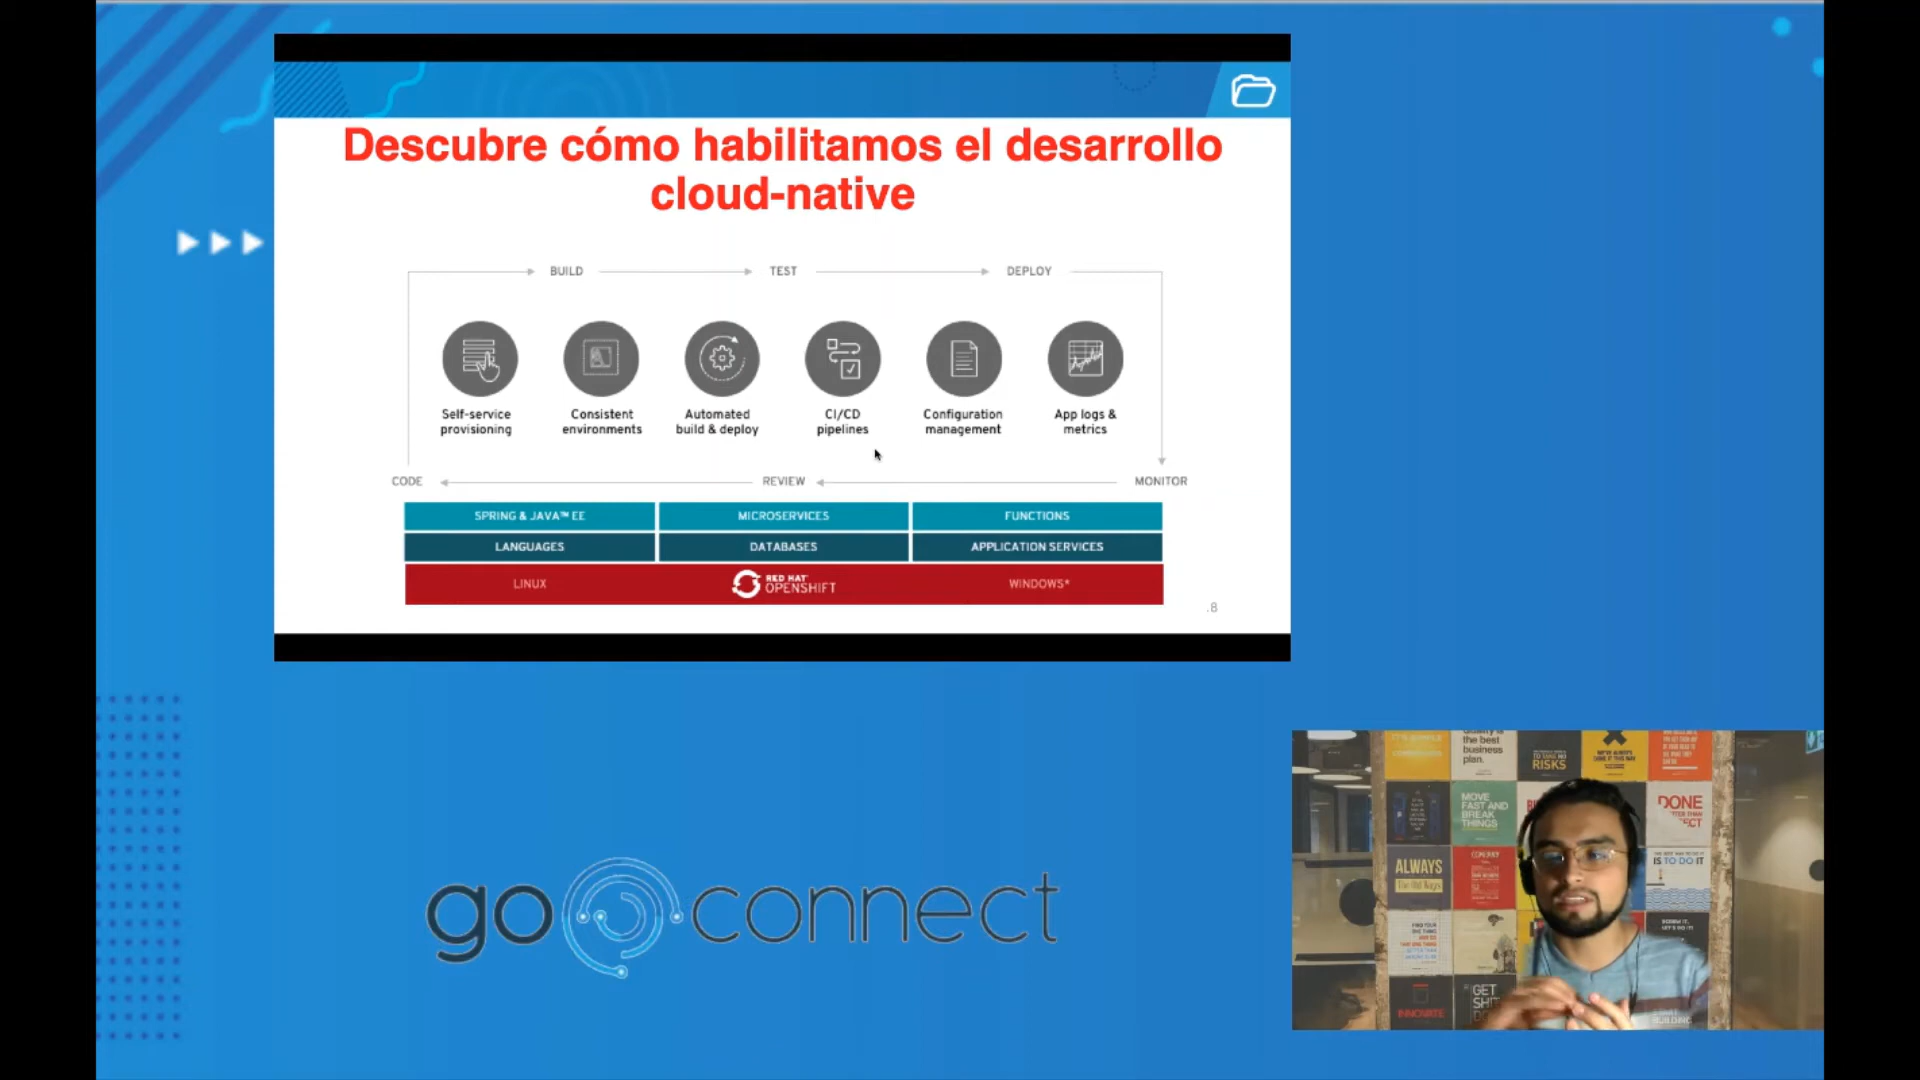 Descubre cómo habilitamos el desarrollo
cloud-native
BUILD
TEST
DEPLOY
Self-service
provisioning
Consistent
environments
Automated
build & deploy
CI/CD
pipelines
Configuration
management
App logs &
metrics
CODE
REVIEW
MONITOR
SPRING & JAVA™ EE
MICROSERVICES
FUNCTIONS
LANGUAGES
DATABASES
APPLICATION SERVICES
LINUX
RED HAT
OPENSHIFT
WINDOWS*
.8
go connect
the best
business
plan.
RISKS
MOVE
FAST AND
BREAK
THINGS
DONE
ALWAYS
IS TO DO IT
GET
INNOVATE